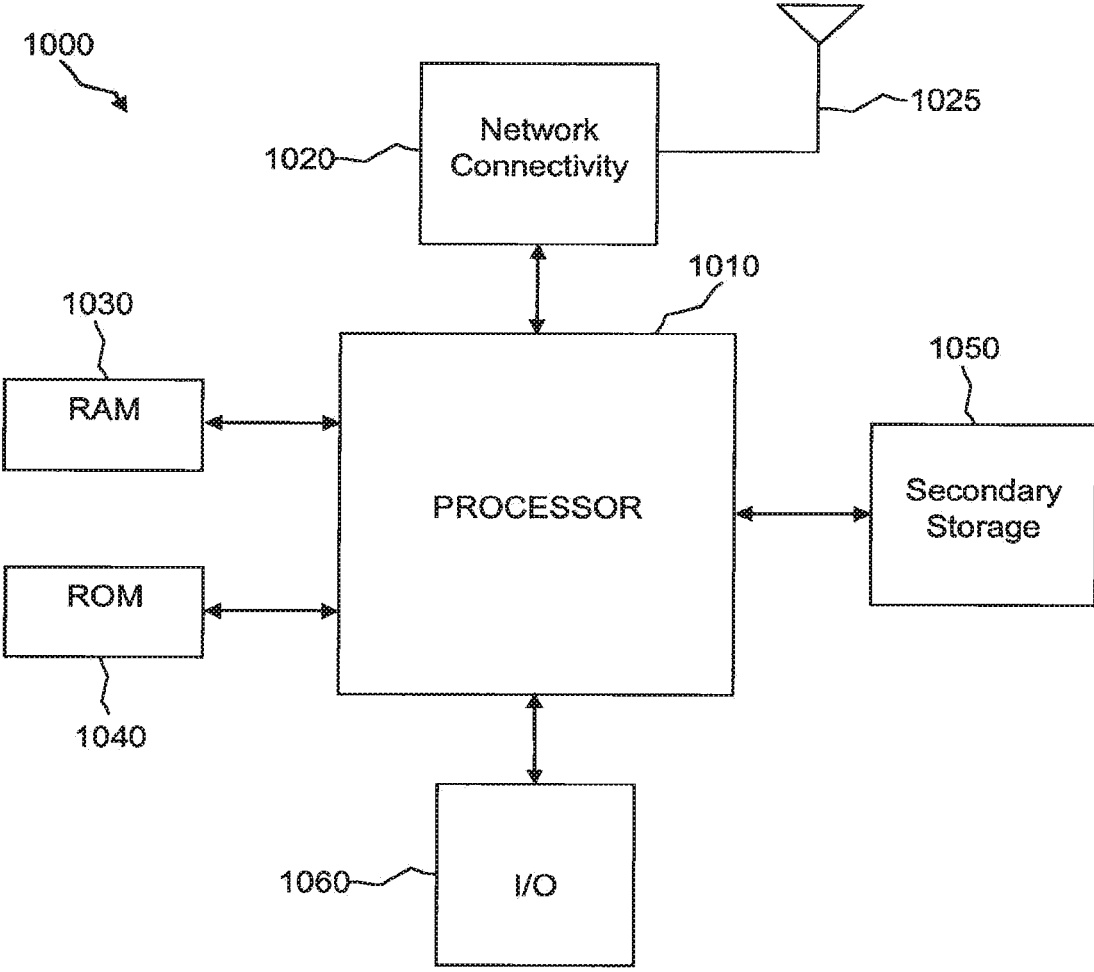 1000
1025
Network
Connectivity
1020
1010
1030
RAM
1050
Secondary
Storage
PROCESSOR
ROM
1040
1060
I/O